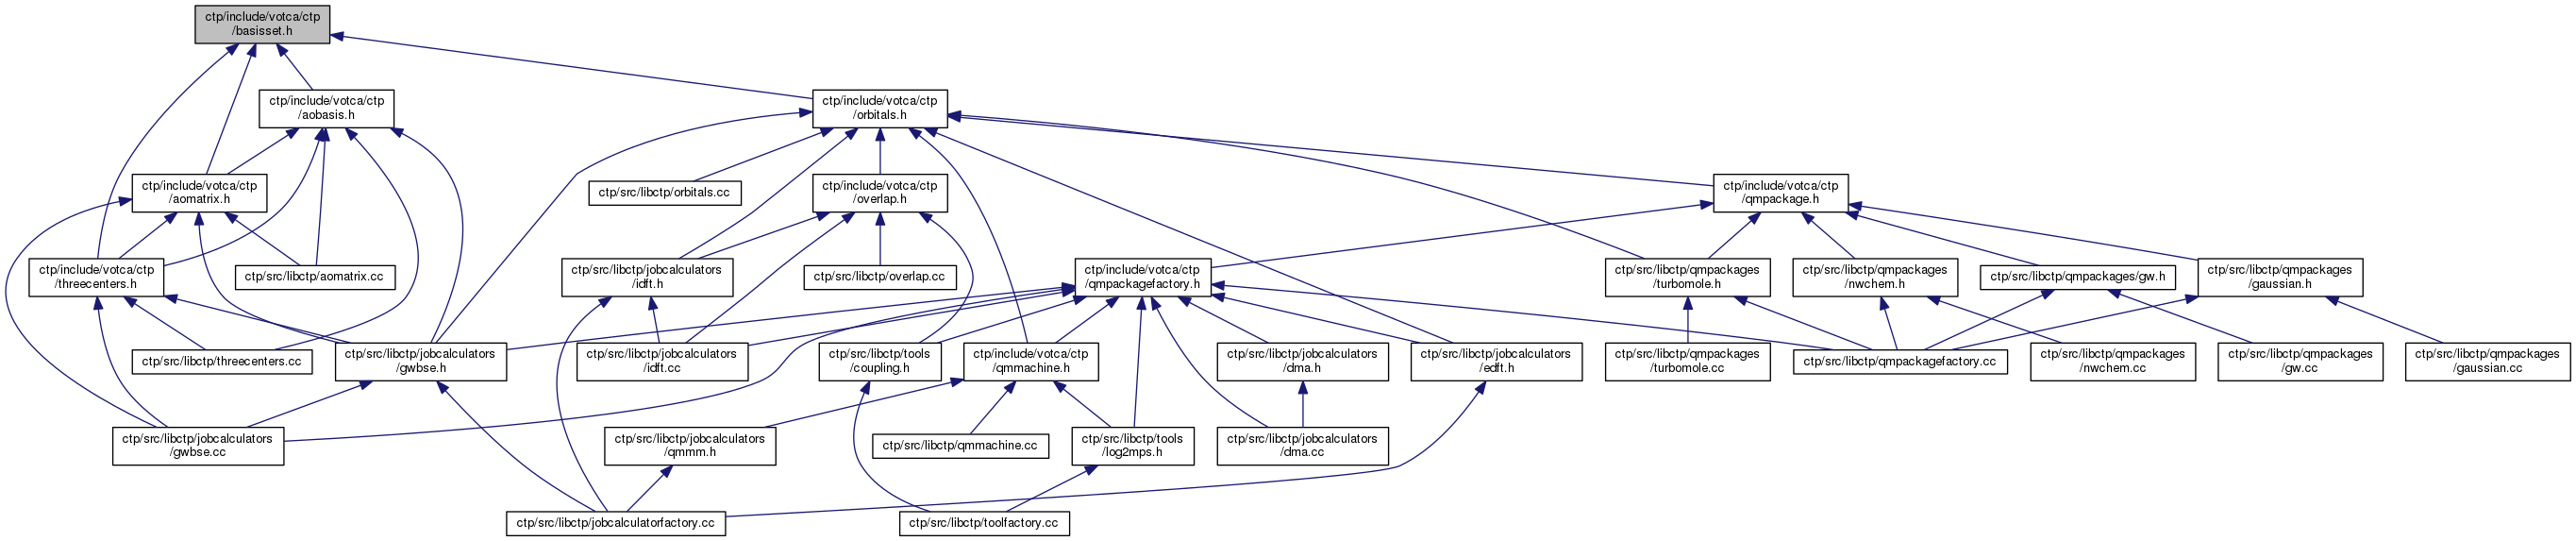 ctp/include/votca/ctp
/basisset.h
ctp/include/votca/ctp
/aobasis.h
ctp/include/votca/ctp
/orbitals.h
ctp/include/votca/ctp
/aomatrix.h
ctp/src/libctp/orbitals.cc
ctp/include/votca/ctp
/overlap.h
ctp/include/votca/ctp
/qmpackage.h
ctp/include/votca/ctp
/threecenters.h
ctp/src/libctp/aomatrix.cc
ctp/src/libctp/jobcalculators
/idft.h
ctp/src/libctp/overlap.cc
ctp/include/votca/ctp
/qmpackagefactory.h
ctp/src/libctp/qmpackages
/turbomole.h
ctp/src/libctp/qmpackages
/nwchem.h
ctp/src/libctp/qmpackages/gw.h
ctp/src/libctp/qmpackages
/gaussian.h
ctp/src/libctp/threecenters.cc
ctp/src/libctp/jobcalculators
/gwbse.h
ctp/src/libctp/jobcalculators
/idft.cc
ctp/src/libctp/tools
/coupling.h
ctp/include/votca/ctp
/qmmachine.h
ctp/src/libctp/jobcalculators
/dma.h
ctp/src/libctp/jobcalculators
/edft.h
ctp/src/libctp/qmpackages
/turbomole.cc
ctp/src/libctp/qmpackagefactory.cc
ctp/src/libctp/qmpackages
/nwchem.cc
ctp/src/libctp/qmpackages
/gw.cc
ctp/src/libctp/qmpackages
/gaussian.cc
ctp/src/libctp/jobcalculators
/gwbse.cc
ctp/src/libctp/jobcalculators
/qmmm.h
ctp/src/libctp/qmmachine.cc
ctp/src/libctp/tools
/log2mps.h
ctp/src/libctp/jobcalculators
/dma.cc
ctp/src/libctp/jobcalculatorfactory.cc
ctp/src/libctp/toolfactory.cc